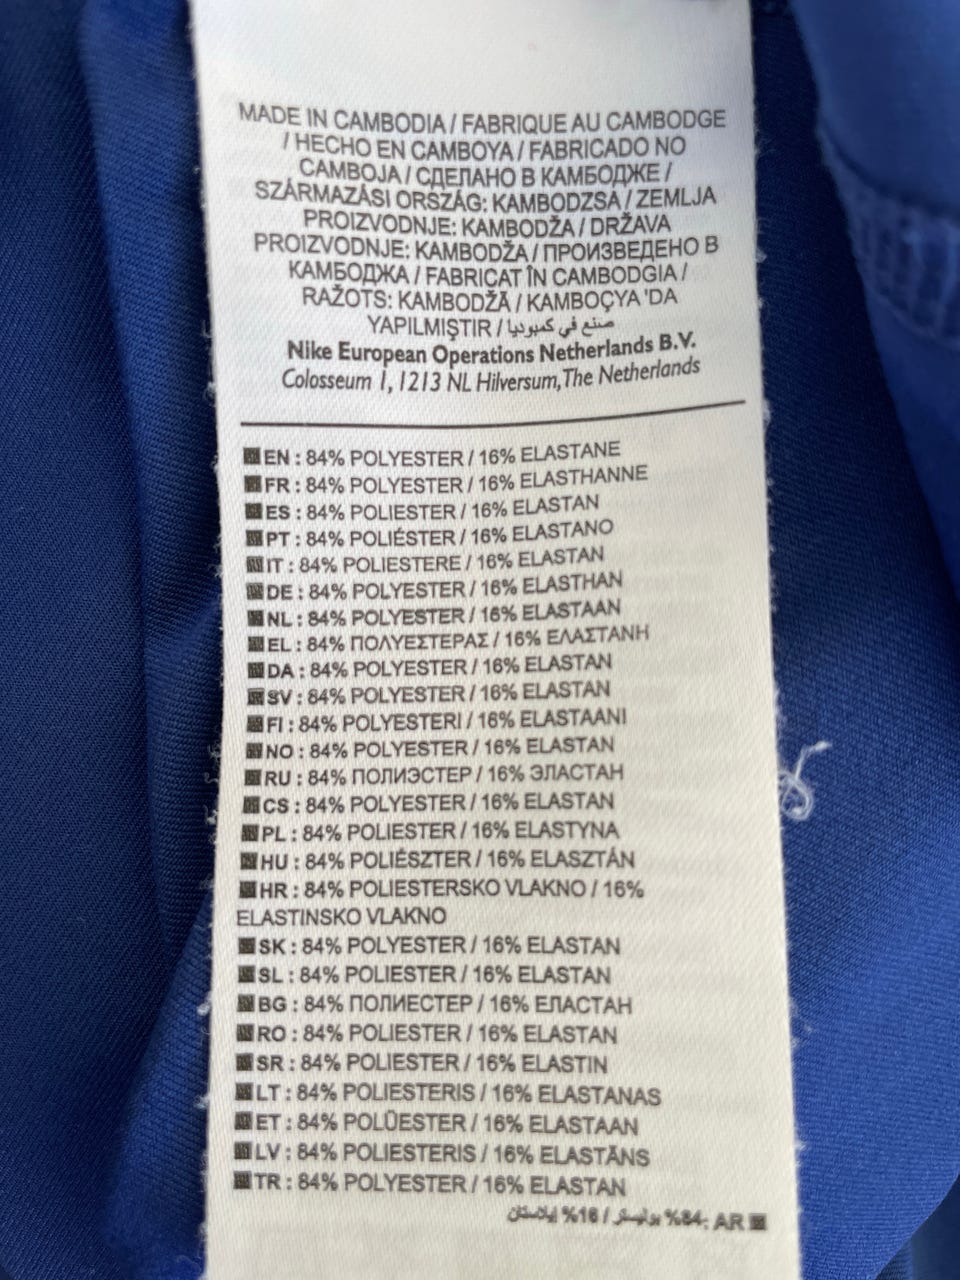 MADE IN CAMBODIA / FABRIQUE AU CAMBODGE
/ HECHO EN CAMBOYA / FABRICADO NO
CAMBOJA / СДЕЛАНО В КАМБОДЖЕ /
SZÁRMAZÁSI ORSZÁG: KAMBODZSA / ZEMLJA
PROIZVODNJE: KAMBODŽA / DRŽAVA
PROIZVODNJE: KAMBODŽA / ПРОИЗВЕДЕНО В
КАМБОДЖА / FABRICAT ÎN CAMBODGIA /
RAŽOTS: KAMBODŽĀ / KAMBOÇYA 'DA
YAPILMIŞTIR / صنع في كمبوديا
Nike European Operations Netherlands B.V.
Colosseum 1, 1213 NL Hilversum, The Netherlands
EN : 84% POLYESTER / 16% ELASTANE
FR : 84% POLYESTER / 16% ELASTHANNE
ES : 84% POLIESTER / 16% ELASTAN
PT : 84% POLIÉSTER / 16% ELASTANO
IT : 84% POLIESTERE / 16% ELASTAN
DE : 84% POLYESTER / 16% ELASTHAN
NL : 84% POLYESTER / 16% ELASTAAN
EL : 84% ΠΟΛΥΕΣΤΕΡΑΣ / 16% ΕΛΑΣΤΑΝΗ
DA : 84% POLYESTER / 16% ELASTAN
SV : 84% POLYESTER / 16% ELASTAN
FI : 84% POLYESTERI / 16% ELASTAANI
NO : 84% POLYESTER / 16% ELASTAN
RU : 84% ПОЛИЭСТЕР / 16% ЭЛАСТАН
CS : 84% POLYESTER / 16% ELASTAN
PL : 84% POLIESTER / 16% ELASTYNA
HU : 84% POLIÉSZTER / 16% ELASZTÁN
HR : 84% POLIESTERSKO VLAKNO / 16%
ELASTINSKO VLAKNO
SK : 84% POLYESTER / 16% ELASTAN
SL : 84% POLIESTER / 16% ELASTAN
BG : 84% ПОЛИЕСТЕР / 16% ЕЛАСТАН
RO : 84% POLIESTER / 16% ELASTAN
SR : 84% POLIESTER / 16% ELASTIN
LT : 84% POLIESTERIS / 16% ELASTANAS
ET : 84% POLÜESTER / 16% ELASTAAN
LV : 84% POLIESTERIS / 16% ELASTĀNS
TR : 84% POLYESTER / 16% ELASTAN
AR :84% بوليستر / 16% إيلاستان